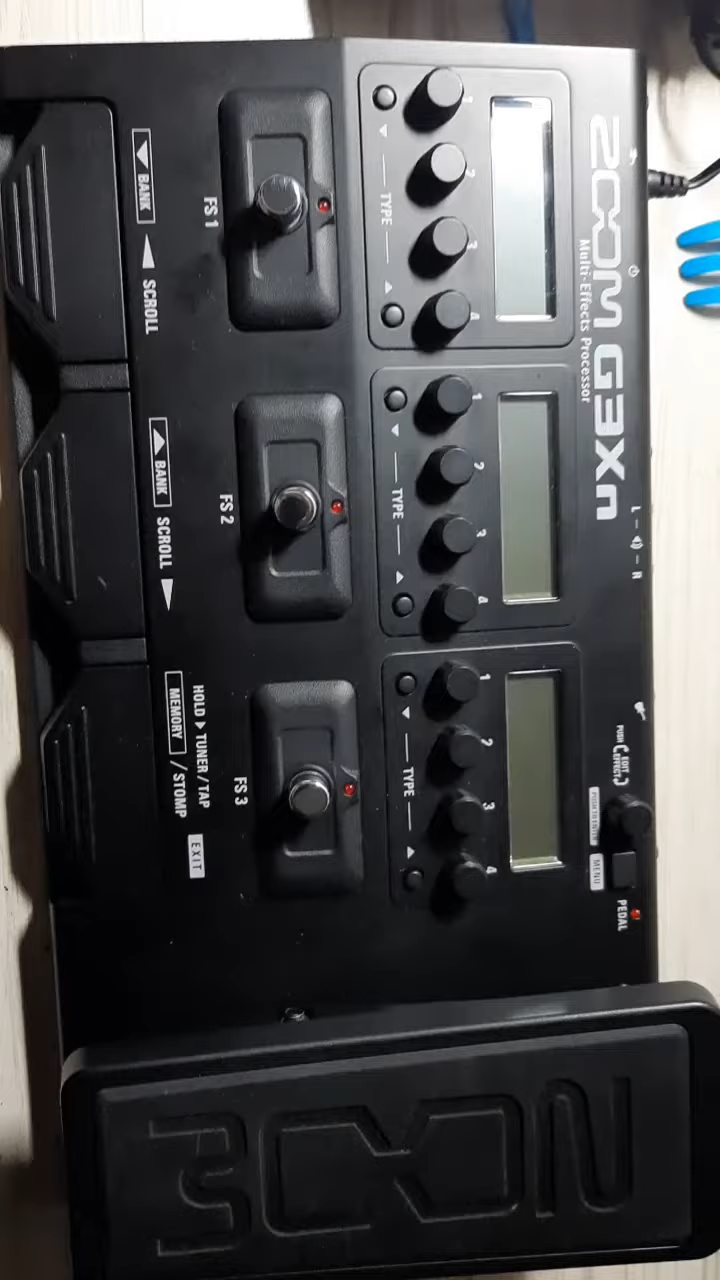 ZOOM G3Xn
Multi-Effects Processor
L R
PUSH EDIT EFFECT
PUSH TO ENTER
MENU
PEDAL
1 2 3 4
TYPE
1 2 3 4
TYPE
1 2 3 4
TYPE
FS 1
FS 2
FS 3
▼ BANK ◀ SCROLL
▲ BANK SCROLL ▶
HOLD ▶ TUNER / TAP
MEMORY / STOMP EXIT
ZOOM